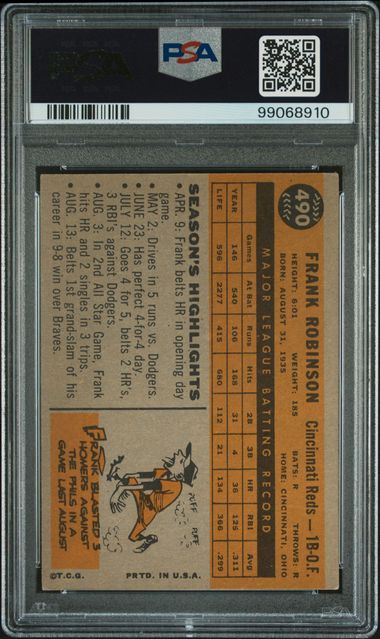 PSA
99068910
490
FRANK ROBINSON
Cincinnati Reds — 1B-O.F.
HEIGHT: 6-01 WEIGHT: 185 BATS: R THROWS: R
BORN: AUGUST 31, 1935 HOME: CINCINNATI, OHIO
MAJOR LEAGUE BATTING RECORD
Games At Bat Runs Hits 2B 3B HR RBI Avg
YEAR 146 540 106 168 31 4 36 125 .311
LIFE 596 2277 415 680 112 21 134 366 .299
SEASON'S HIGHLIGHTS
• APR. 9: Frank belts HR in opening day
game.
• MAY 2: Drives in 5 runs vs. Dodgers.
• JUNE 23: Has perfect 4-for-4 day.
• JULY 12: Goes 4 for 5, belts 2 HR's,
3 RBI's against Dodgers.
• AUG. 3: In 2nd All Star Game, Frank
hits HR and 2 singles in 3 trips.
• AUG. 13: Belts 1st grand-slam of his
career in 9-8 win over Braves.
PUFF
PUFF
FRANK BLASTED 3
HOMERS AGAINST
THE PHILS IN A
GAME LAST AUGUST
©T.C.G. PRTD. IN U.S.A.